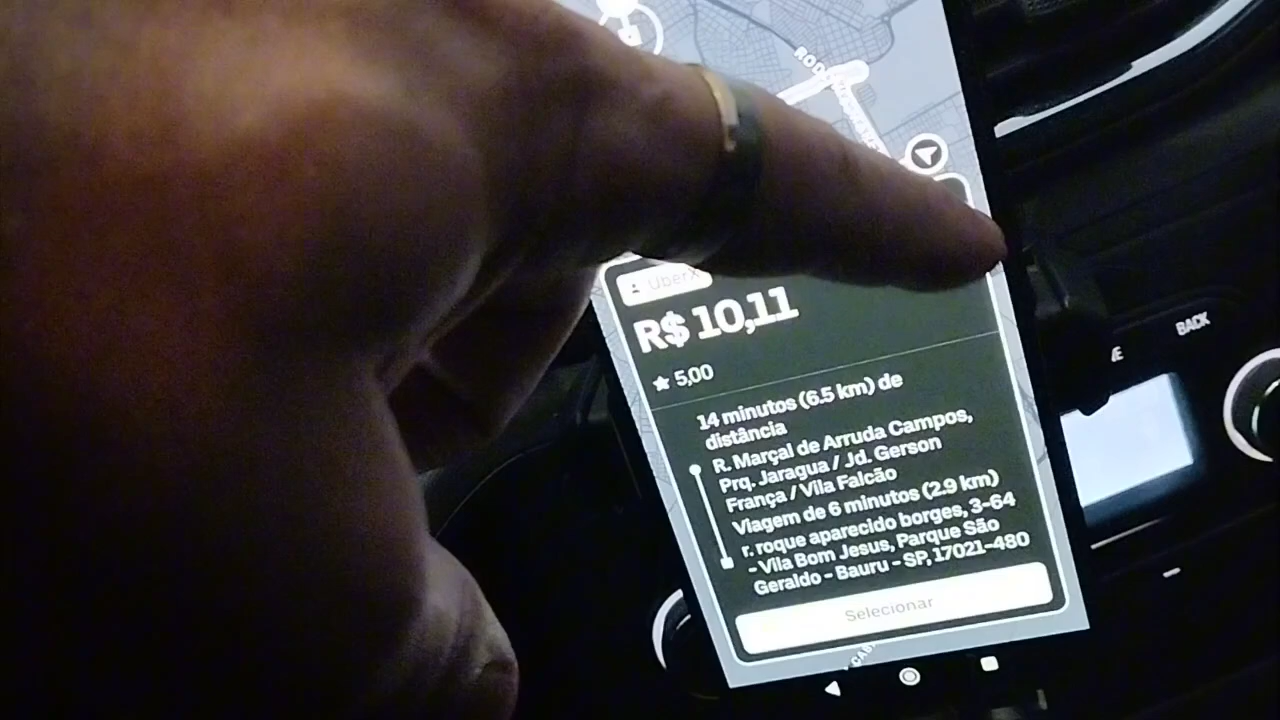 UberX
R$ 10,11
★ 5,00
14 minutos (6.5 km) de
distância
R. Marçal de Arruda Campos,
Prq. Jaragua / Jd. Gerson
França / Vila Falcão
Viagem de 6 minutos (2.9 km)
r. roque aparecido borges, 3-64
- Vila Bom Jesus, Parque São
Geraldo - Bauru - SP, 17021-480
Selecionar
BACK